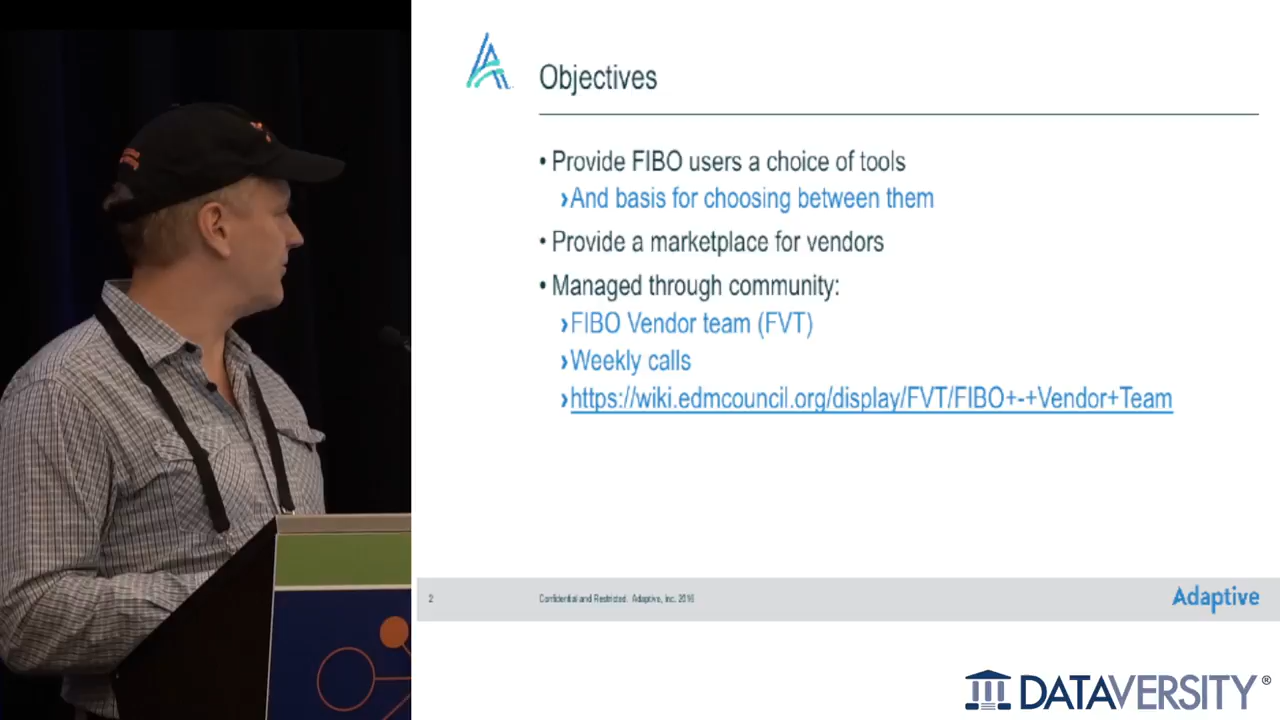 Objectives
• Provide FIBO users a choice of tools
›And basis for choosing between them
• Provide a marketplace for vendors
• Managed through community:
›FIBO Vendor team (FVT)
›Weekly calls
›https://wiki.edmcouncil.org/display/FVT/FIBO+-+Vendor+Team
2
Confidential and Restricted. Adaptive, Inc. 2016
Adaptive
DATAVERSITY®